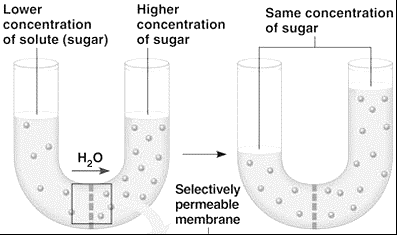 Lower
concentration
of solute (sugar)
Higher
concentration
of sugar
Same concentration
of sugar
H₂O
Selectively
permeable
membrane